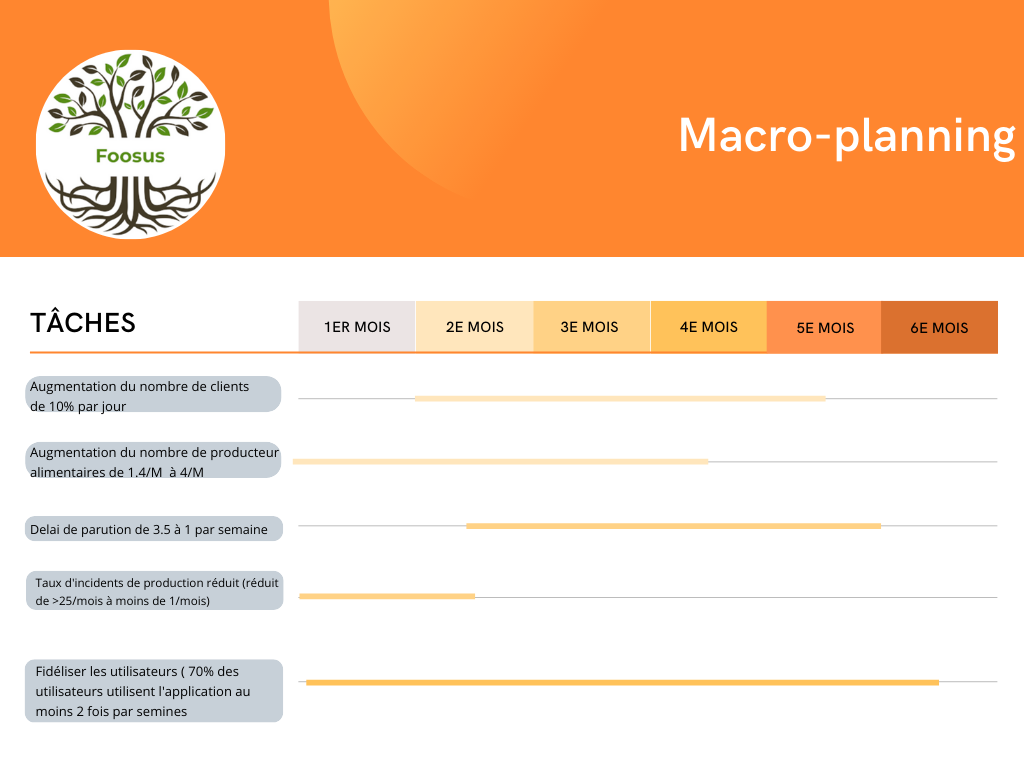 Foosus
Macro-planning
TÂCHES
1ER MOIS
2E MOIS
3E MOIS
4E MOIS
5E MOIS
6E MOIS
Augmentation du nombre de clients
de 10% par jour
Augmentation du nombre de producteur
alimentaires de 1.4/M  à 4/M
Delai de parution de 3.5 à 1 par semaine
Taux d'incidents de production réduit (réduit
de >25/mois à moins de 1/mois)
Fidéliser les utilisateurs ( 70% des
utilisateurs utilisent l'application au
moins 2 fois par semines